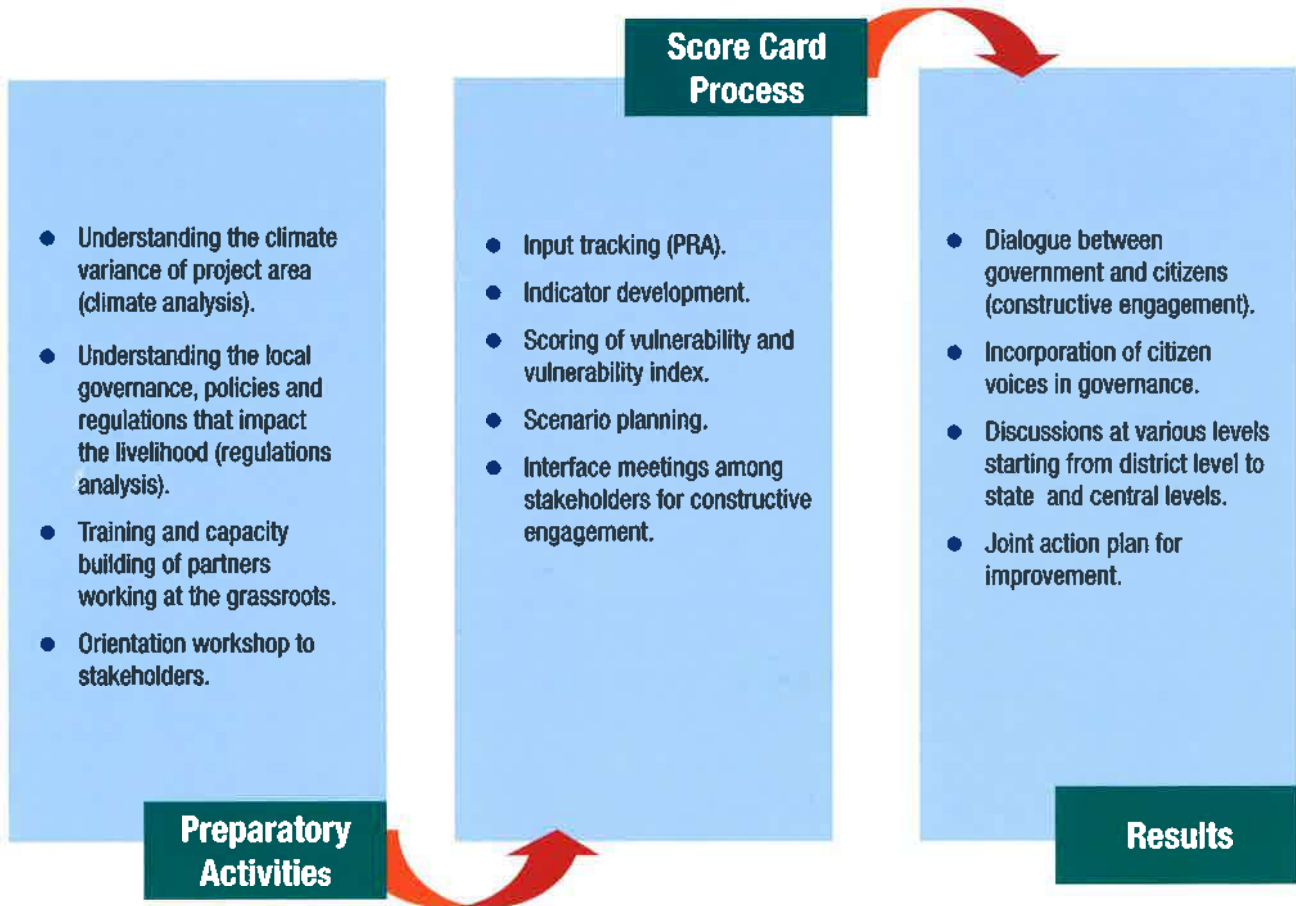 Score Card
Process
● Understanding the climate
variance of project area
(climate analysis).
● Understanding the local
governance, policies and
regulations that impact
the livelihood (regulations
analysis).
● Training and capacity
building of partners
working at the grassroots.
● Orientation workshop to
stakeholders.
Preparatory
Activities
● Input tracking (PRA).
● Indicator development.
● Scoring of vulnerability and
vulnerability index.
● Scenario planning.
● Interface meetings among
stakeholders for constructive
engagement.
● Dialogue between
government and citizens
(constructive engagement).
● Incorporation of citizen
voices in governance.
● Discussions at various levels
starting from district level to
state and central levels.
● Joint action plan for
improvement.
Results